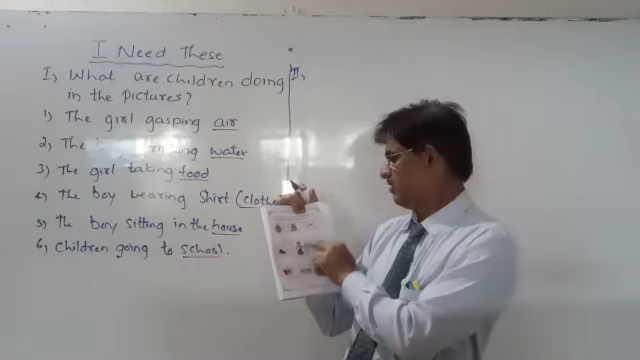 I Need These
I) What are children doing
in the pictures?
1) The girl gasping air
2) The water
3) The girl taking food
4) The boy wearing Shirt (clothe
5) The boy sitting in the house
6) Children going to school.
II)